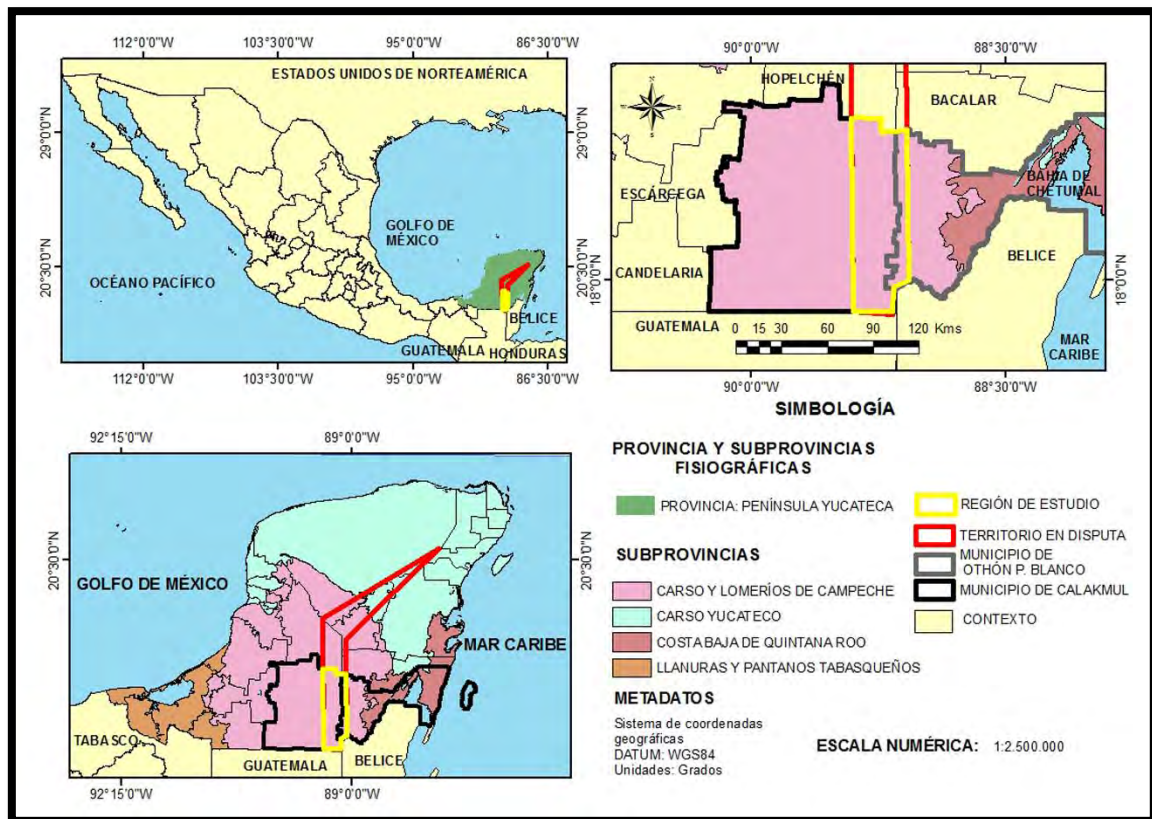 112°0'0"W 103°30'0"W 95°0'0"W 86°30'0"W
ESTADOS UNIDOS DE NORTEAMÉRICA
29°0'0"N
29°0'0"N
GOLFO DE
MÉXICO
20°30'0"N
20°30'0"N
OCÉANO PACÍFICO
BELICE
GUATEMALA
HONDURAS
112°0'0"W 103°30'0"W 95°0'0"W 86°30'0"W
90°0'0"W 88°30'0"W
HOPELCHÉN
BACALAR
ESCÁRCEGA
BAHÍA DE
CHETUMAL
BELICE
CANDELARIA
18°0'0"N
18°0'0"N
GUATEMALA
0 15 30 60 90 120 Kms
MAR
CARIBE
90°0'0"W 88°30'0"W
92°15'0"W 89°0'0"W
20°30'0"N
20°30'0"N
GOLFO DE MÉXICO
MAR CARIBE
TABASCO
GUATEMALA
BELICE
92°15'0"W 89°0'0"W
SIMBOLOGÍA
PROVINCIA Y SUBPROVINCIAS
FISIOGRÁFICAS
PROVINCIA: PENÍNSULA YUCATECA
SUBPROVINCIAS
CARSO Y LOMERÍOS DE CAMPECHE
CARSO YUCATECO
COSTA BAJA DE QUINTANA ROO
LLANURAS Y PANTANOS TABASQUEÑOS
REGIÓN DE ESTUDIO
TERRITORIO EN DISPUTA
MUNICIPIO DE
OTHÓN P. BLANCO
MUNICIPIO DE CALAKMUL
CONTEXTO
METADATOS
Sistema de coordenadas
geográficas
DATUM: WGS84
Unidades: Grados
ESCALA NUMÉRICA: 1:2.500.000